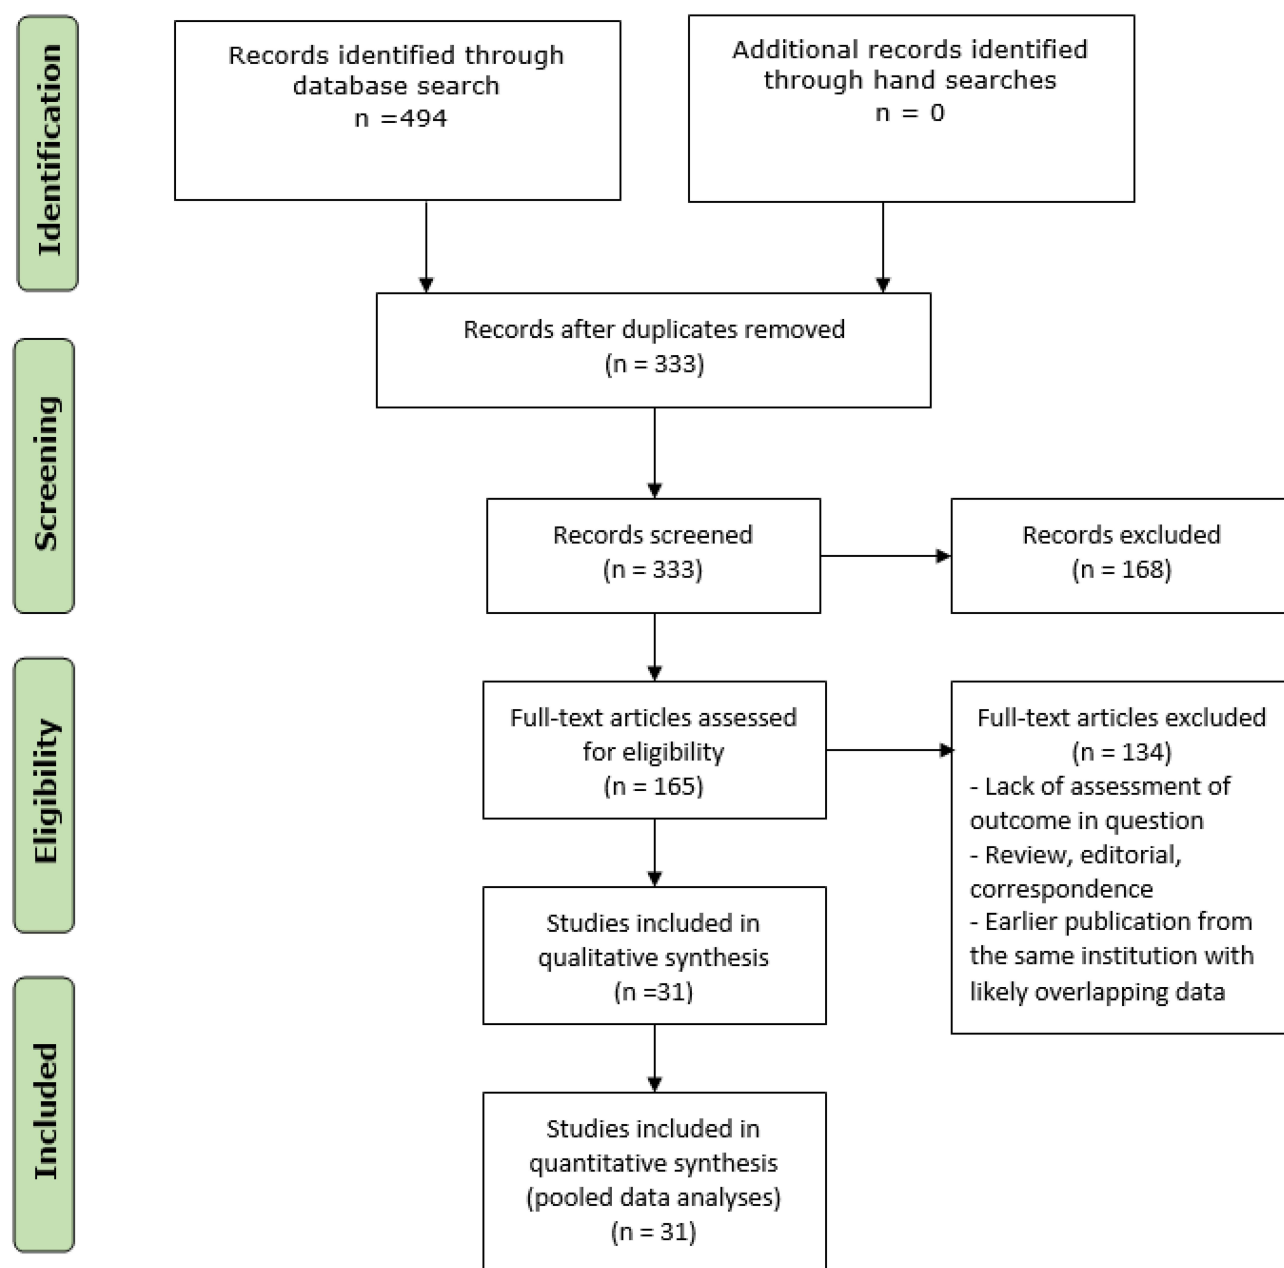 Identification
Records identified through
database search
n =494
Additional records identified
through hand searches
n = 0
Records after duplicates removed
(n = 333)
Screening
Records screened
(n = 333)
Records excluded
(n = 168)
Eligibility
Full-text articles assessed
for eligibility
(n = 165)
Full-text articles excluded
(n = 134)
- Lack of assessment of
outcome in question
- Review, editorial,
correspondence
- Earlier publication from
the same institution with
likely overlapping data
Studies included in
qualitative synthesis
(n =31)
Included
Studies included in
quantitative synthesis
(pooled data analyses)
(n = 31)